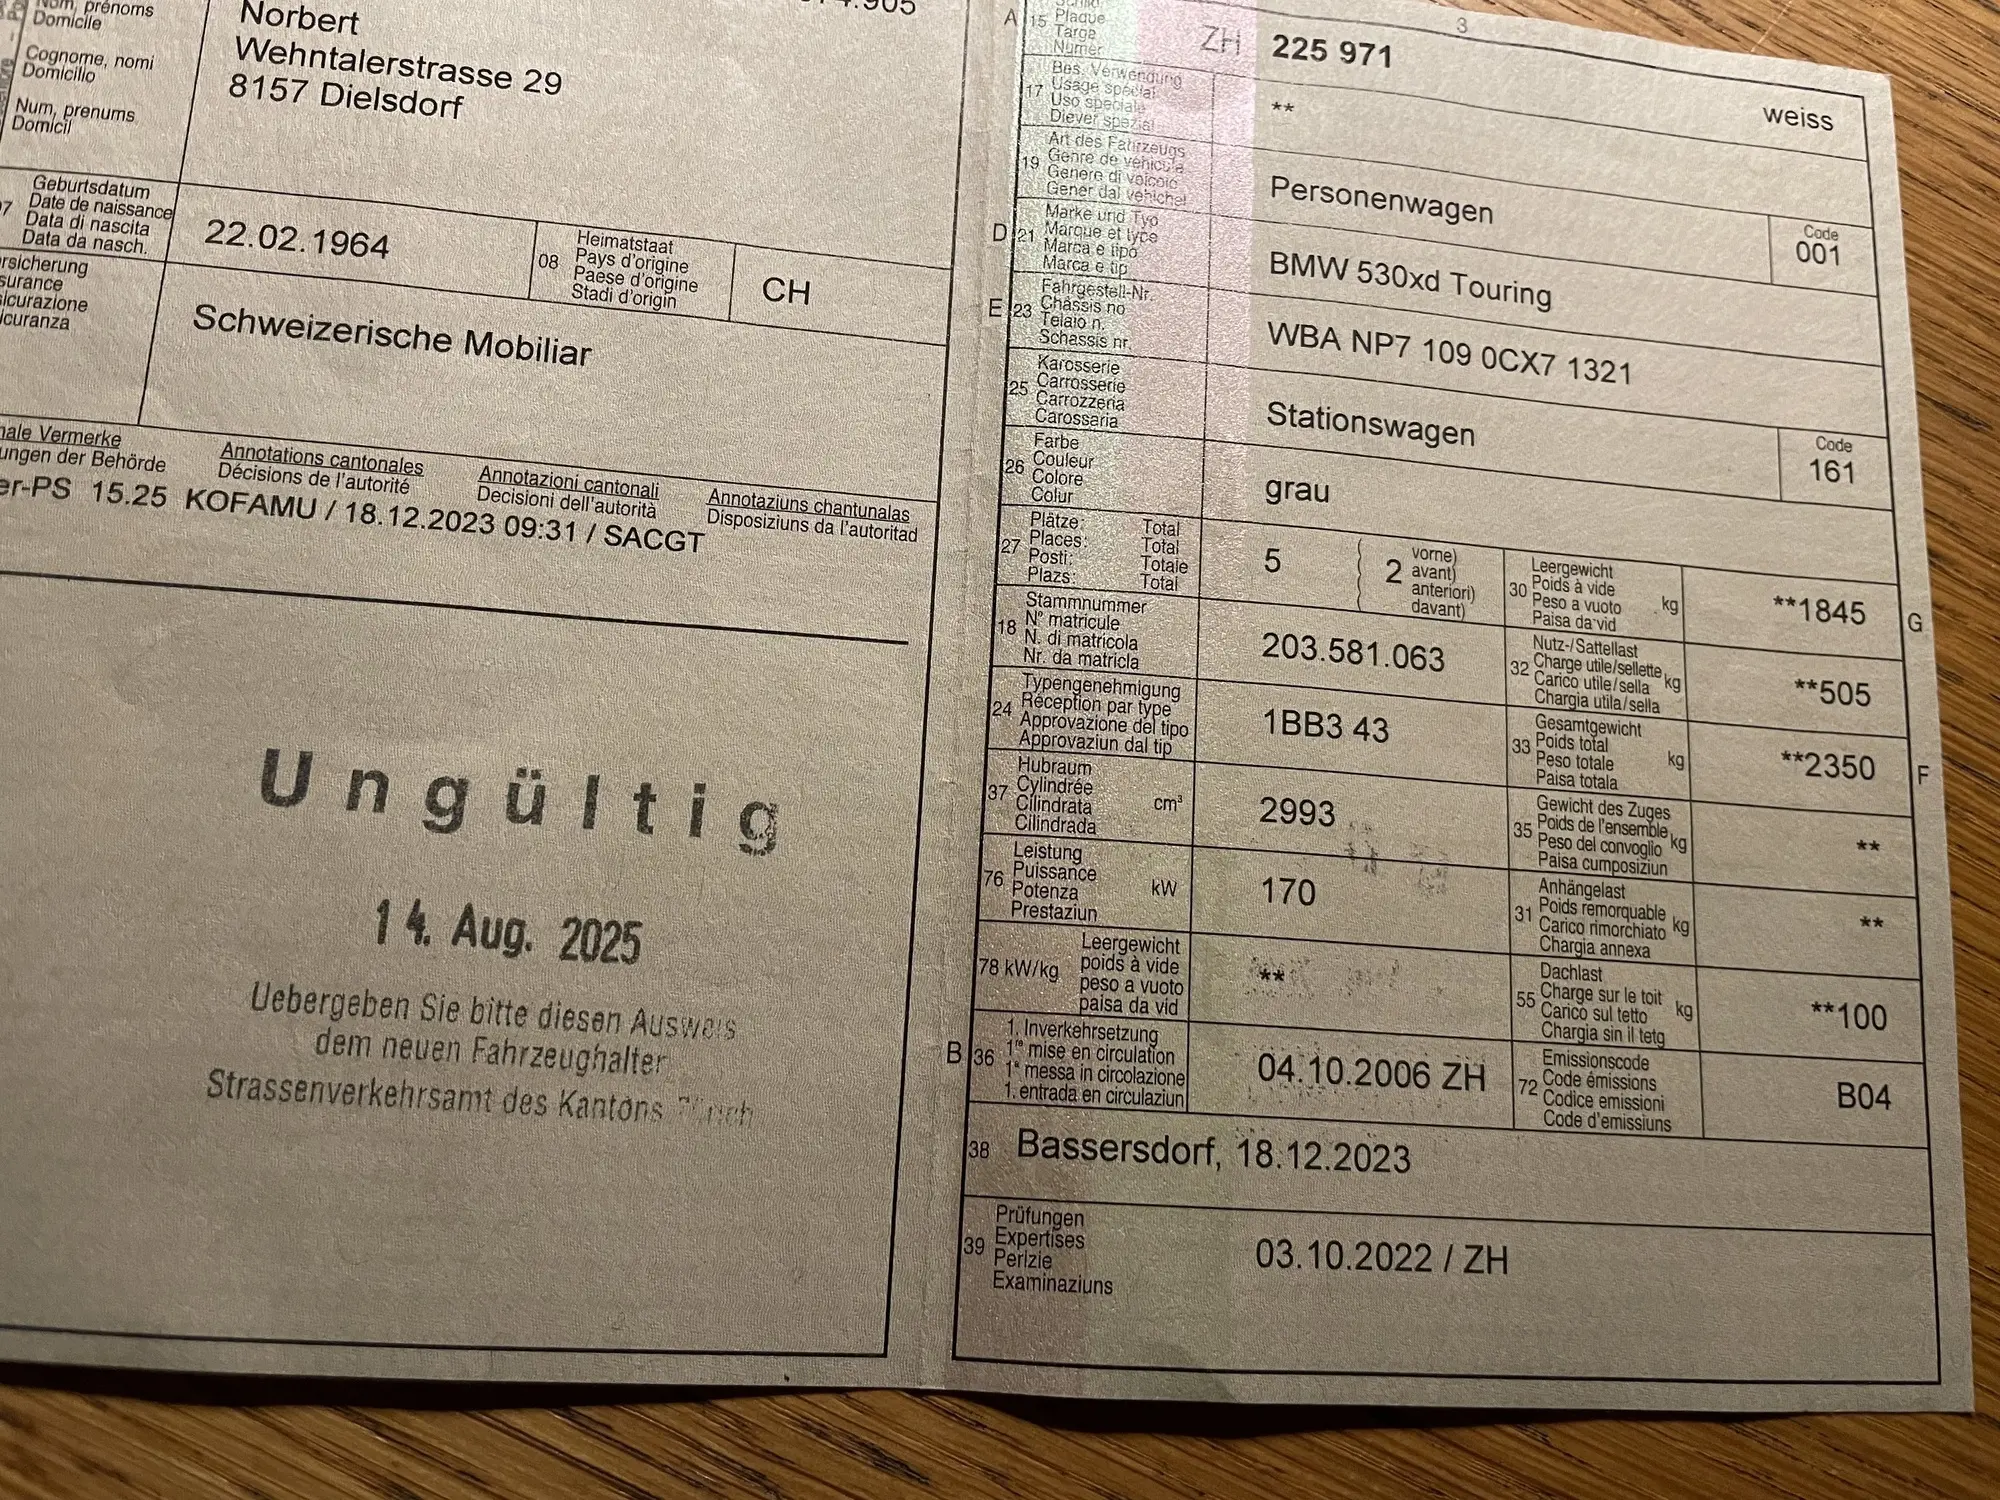 Nom, prénoms
Domicile
Cognome, nomi
Domicilio
Num, prenums
Domicil
Norbert
Wehntalerstrasse 29
8157 Dielsdorf
Geburtsdatum
Date de naissance
Data di nascita
Data da nasch.
22.02.1964
08
Heimatstaat
Pays d'origine
Paese d'origine
Stadi d'origin
CH
Schweizerische Mobiliar
Vermerke
der Behörde
Annotations cantonales
Décisions de l'autorité
Annotazioni cantonali
Decisioni dell'autorità
Annotaziuns chantunalas
Disposiziuns da l'autoritad
15.25 KOFAMU / 18.12.2023 09:31 / SACGT
Ungültig
14. Aug. 2025
Uebergeben Sie bitte diesen Ausweis
dem neuen Fahrzeughalter
Strassenverkehrsamt des Kantons Zürich
3
A 15
Plaque
Targa
Numer
ZH 225 971
weiss
17
Bes. Verwendung
Usage spécial
Uso speciale
Diever spezial
**
19
Art des Fahrzeugs
Genre de véhicule
Genere di veicolo
Gener dal vehichel
Personenwagen
Code
001
D 21
Marke und Typ
Marque et type
Marca e tipo
Marca e tip
BMW 530xd Touring
E 23
Fahrgestell-Nr.
Châssis no
Telaio n.
Schassis nr.
WBA NP7 109 0CX7 1321
25
Karosserie
Carrosserie
Carrozzeria
Carossaria
Stationswagen
Code
161
26
Farbe
Couleur
Colore
Colur
grau
27
Plätze: Total
Places: Total
Posti: Totale
Plazs: Total
5
2
vorne)
avant)
anteriori)
davant)
30
Leergewicht
Poids à vide
Peso a vuoto
Paisa da vid
kg
**1845
G
18
Stammnummer
N° matricule
N. di matricola
Nr. da matricla
203.581.063
32
Nutz-/Sattellast
Charge utile/sellette
Carico utile/sella
Chargia utila/sella
kg
**505
24
Typengenehmigung
Réception par type
Approvazione del tipo
Approvaziun dal tip
1BB3 43
33
Gesamtgewicht
Poids total
Peso totale
Paisa totala
kg
**2350
F
37
Hubraum
Cylindrée
Cilindrata
Cilindrada
cm³
2993
35
Gewicht des Zuges
Poids de l'ensemble
Peso del convoglio
Paisa cumposiziun
kg
**
76
Leistung
Puissance
Potenza
Prestaziun
kW
170
31
Anhängelast
Poids remorquable
Carico rimorchiato
Chargia annexa
kg
**
78 kW/kg
Leergewicht
poids à vide
peso a vuoto
paisa da vid
**
55
Dachlast
Charge sur le toit
Carico sul tetto
Chargia sin il tetg
kg
**100
B 36
1. Inverkehrsetzung
1re mise en circulation
1a messa in circolazione
1. entrada en circulaziun
04.10.2006 ZH
72
Emissionscode
Code émissions
Codice emissioni
Code d'emissiuns
B04
38
Bassersdorf, 18.12.2023
39
Prüfungen
Expertises
Perizie
Examinaziuns
03.10.2022 / ZH